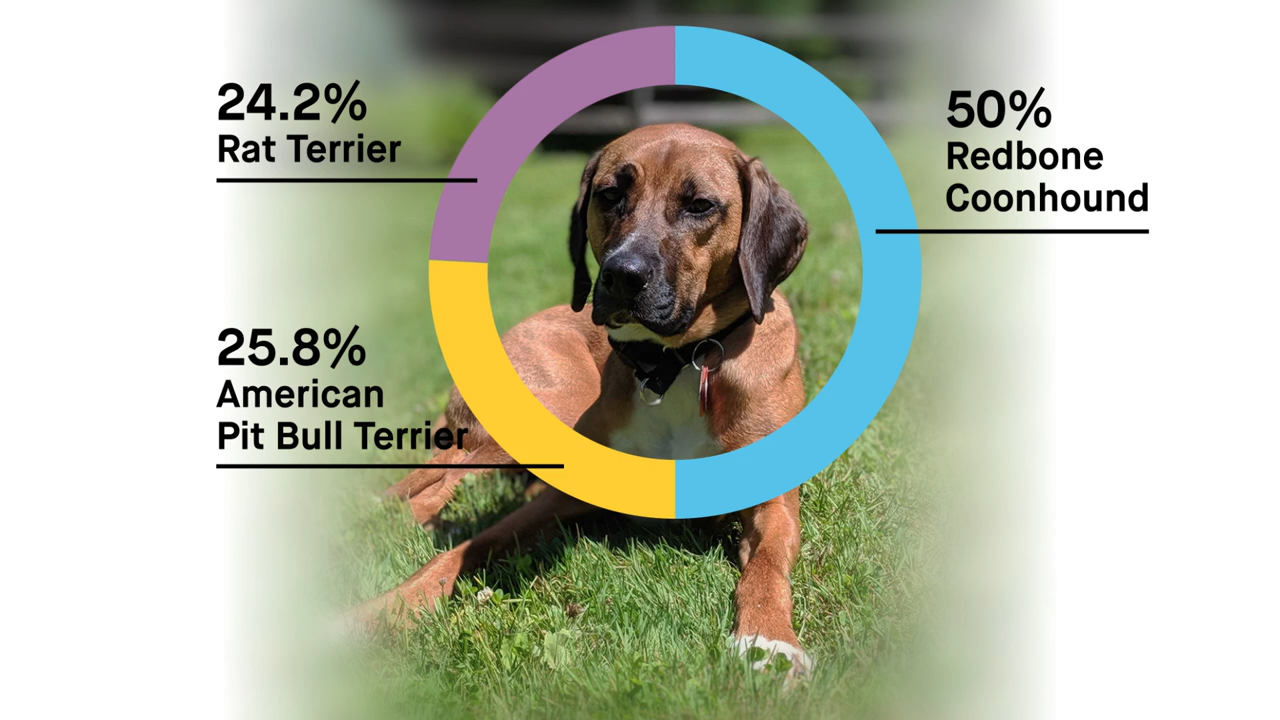 24.2%
Rat Terrier
50%
Redbone
Coonhound
25.8%
American
Pit Bull Terrier